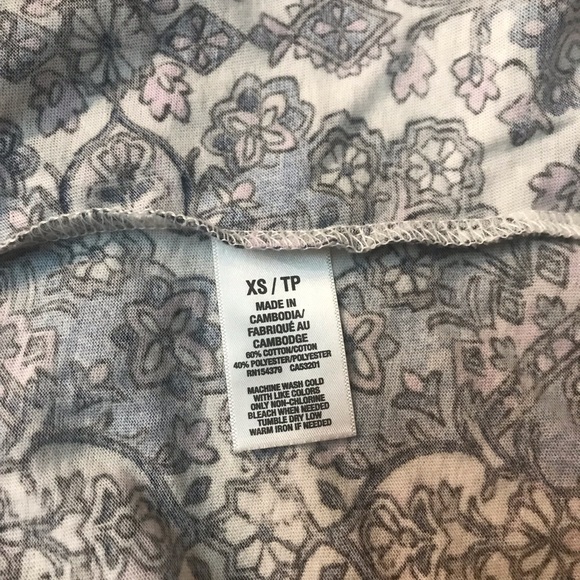 XS / TP
MADE IN
CAMBODIA/
FABRIQUÉ AU
CAMBODGE
60% COTTON/COTON
40% POLYESTER/POLYESTER
RN154379 CA53201
MACHINE WASH COLD
WITH LIKE COLORS
ONLY NON-CHLORINE
BLEACH WHEN NEEDED
TUMBLE DRY LOW
WARM IRON IF NEEDED